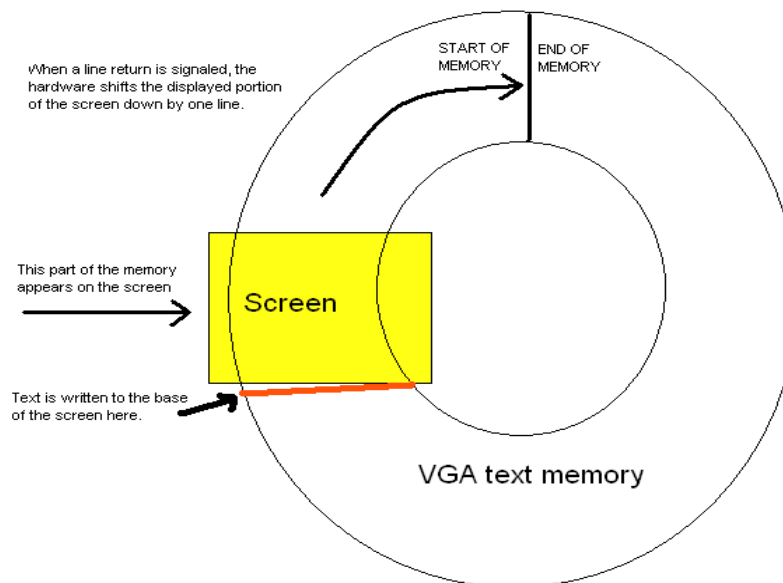 When a line return is signaled, the
hardware shifts the displayed portion
of the screen down by one line.
START OF
MEMORY
END OF
MEMORY
This part of the memory
appears on the screen
Screen
Text is written to the base
of the screen here.
VGA text memory